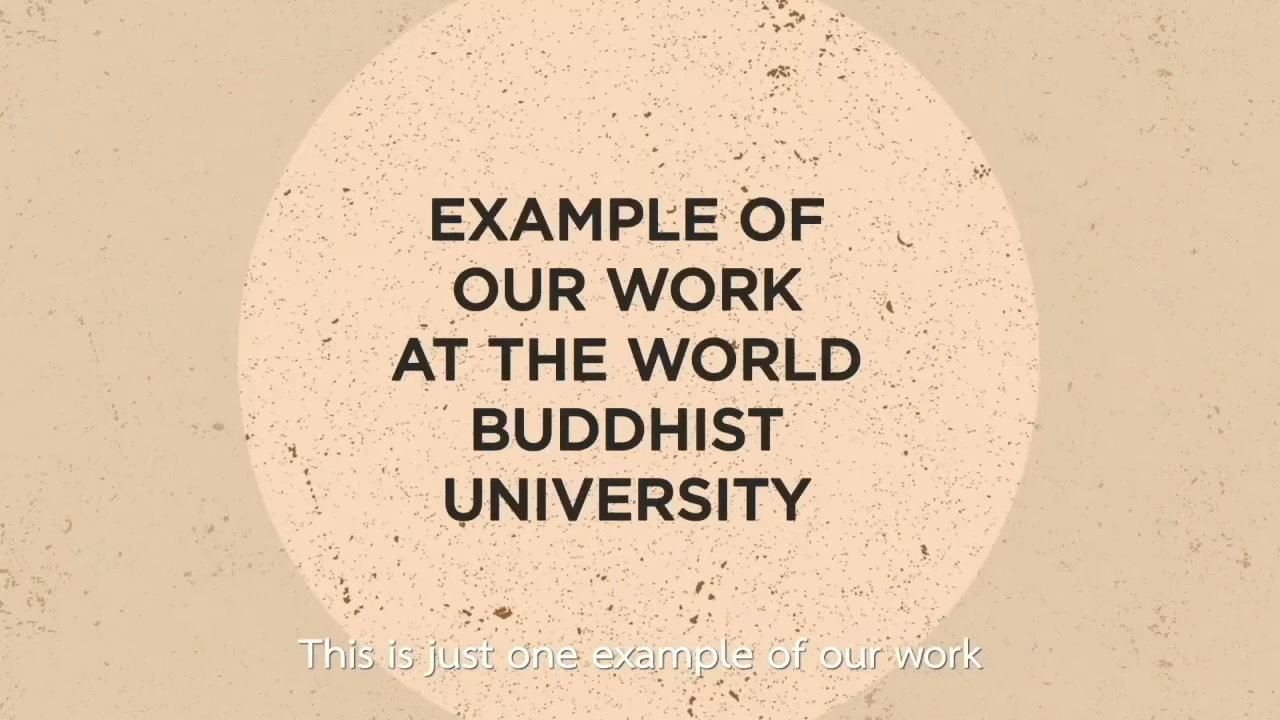 EXAMPLE OF
OUR WORK
AT THE WORLD
BUDDHIST
UNIVERSITY
This is just one example of our work